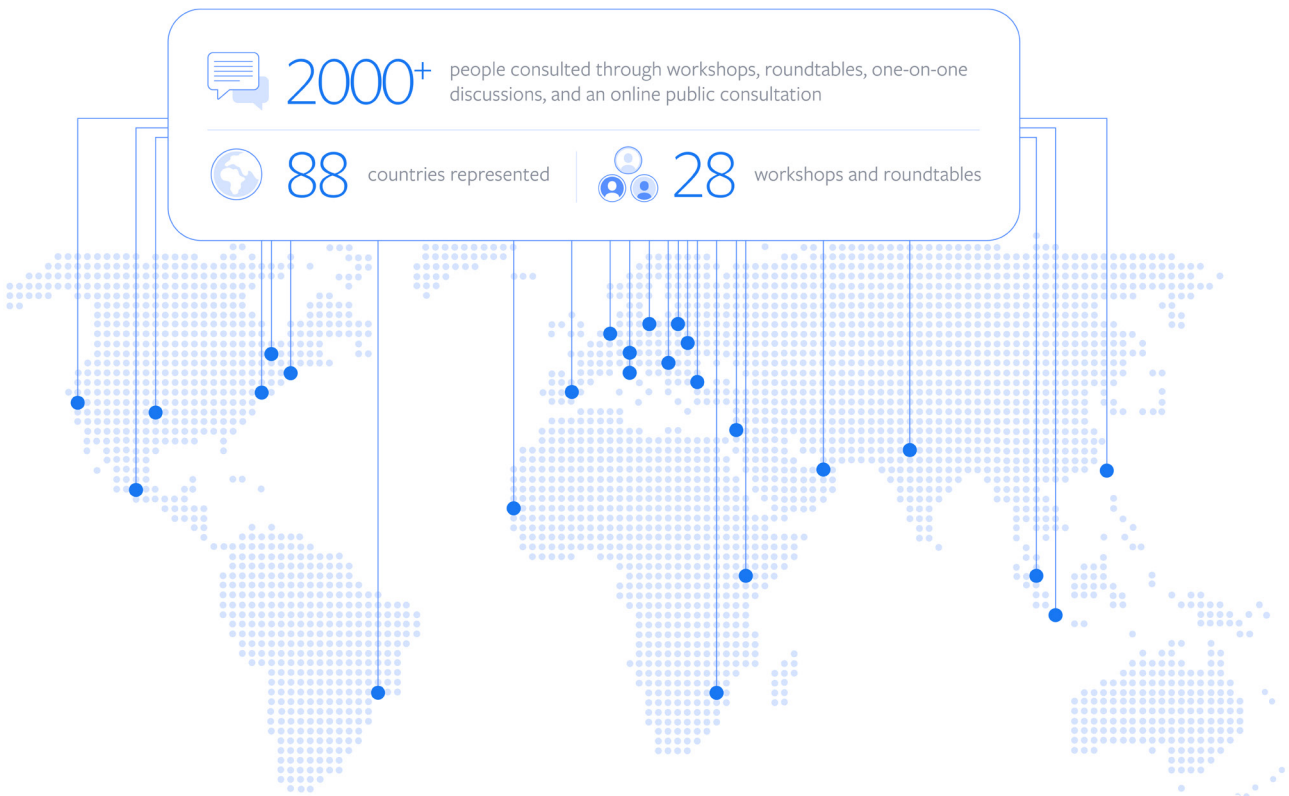 2000+
people consulted through workshops, roundtables, one-on-one
discussions, and an online public consultation
88 countries represented
28 workshops and roundtables